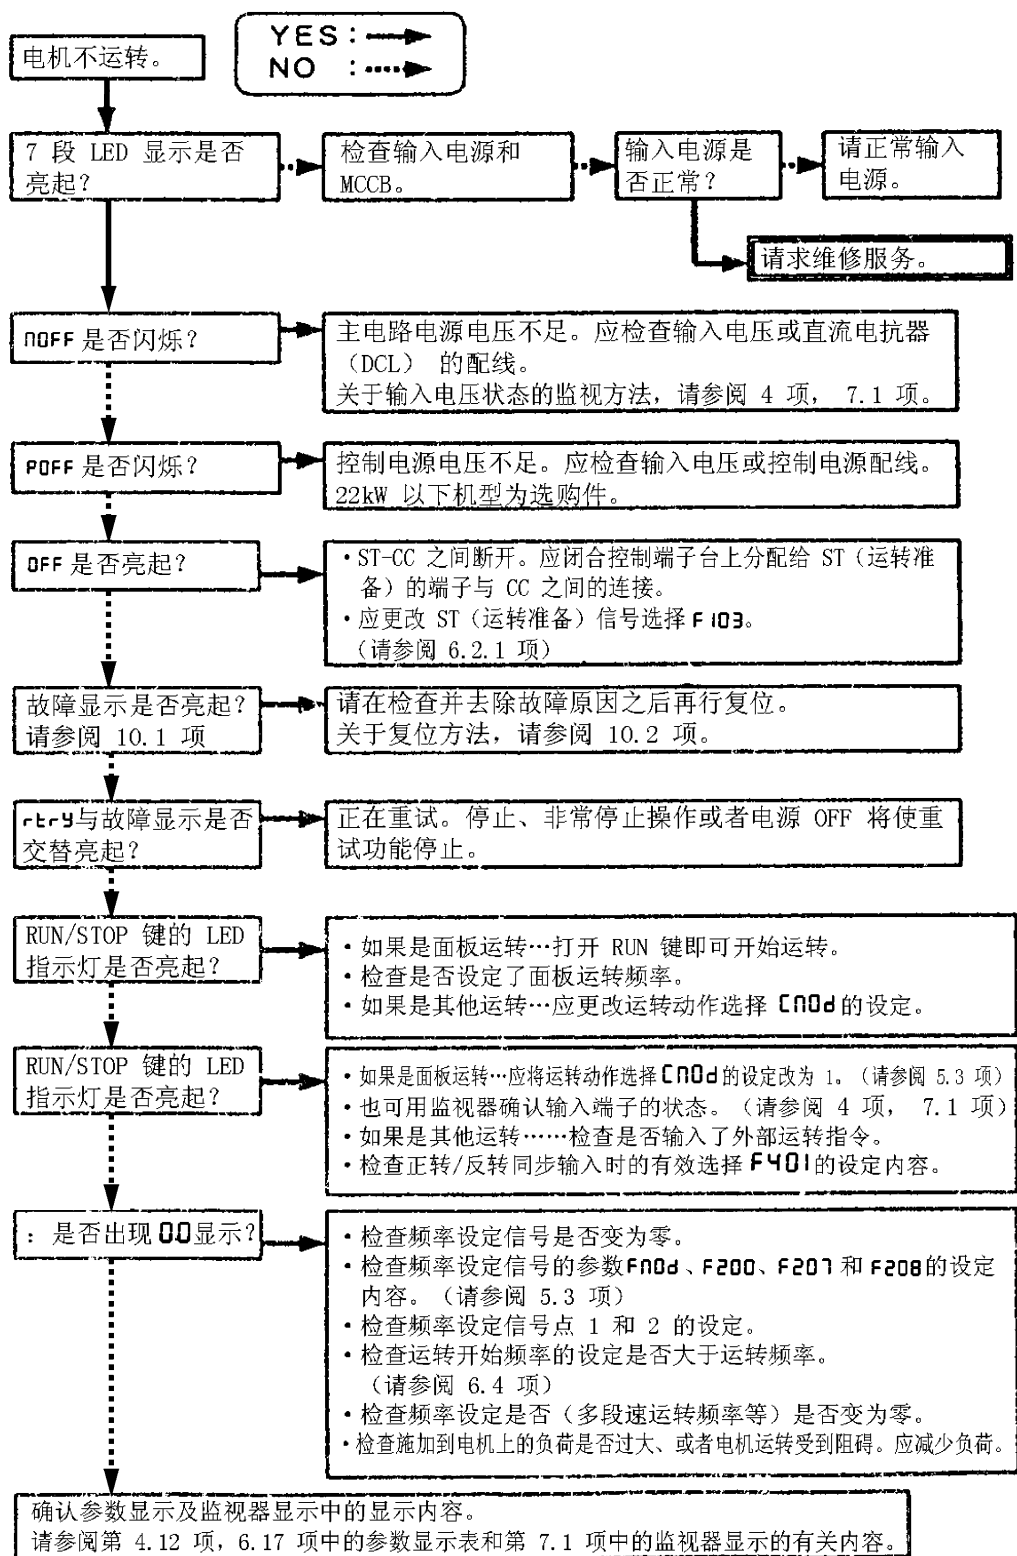 YES：
NO ：
电机不运转。
7 段 LED 显示是否
亮起？
检查输入电源和
MCCB。
输入电源是
否正常？
请正常输入
电源。
请求维修服务。
NOFF 是否闪烁？
主电路电源电压不足。应检查输入电压或直流电抗器
（DCL） 的配线。
关于输入电压状态的监视方法，请参阅 4 项， 7.1 项。
POFF 是否闪烁？
控制电源电压不足。应检查输入电压或控制电源配线。
22kW 以下机型为选购件。
OFF 是否亮起？
·ST-CC 之间断开。应闭合控制端子台上分配给 ST（运转准
备）的端子与 CC 之间的连接。
·应更改 ST（运转准备）信号选择 F103。
（请参阅 6.2.1 项）
故障显示是否亮起？
请参阅 10.1 项
请在检查并去除故障原因之后再行复位。
关于复位方法，请参阅 10.2 项。
rtry与故障显示是否
交替亮起？
正在重试。停止、非常停止操作或者电源 OFF 将使重
试功能停止。
RUN/STOP 键的 LED
指示灯是否亮起？
·如果是面板运转…打开 RUN 键即可开始运转。
·检查是否设定了面板运转频率。
·如果是其他运转…应更改运转动作选择 CNOd的设定。
RUN/STOP 键的 LED
指示灯是否亮起？
·如果是面板运转…应将运转动作选择CNOd的设定改为 1。（请参阅 5.3 项）
·也可用监视器确认输入端子的状态。（请参阅 4 项， 7.1 项）
·如果是其他运转……检查是否输入了外部运转指令。
·检查正转/反转同步输入时的有效选择 F401的设定内容。
：是否出现 0.0显示？
·检查频率设定信号是否变为零。
·检查频率设定信号的参数FNOd、F200、F207 和 F208的设定
内容。（请参阅 5.3 项）
·检查频率设定信号点 1 和 2 的设定。
·检查运转开始频率的设定是否大于运转频率。
（请参阅 6.4 项）
·检查频率设定是否（多段速运转频率等）是否变为零。
·检查施加到电机上的负荷是否过大、或者电机运转受到阻碍。应减少负荷。
确认参数显示及监视器显示中的显示内容。
请参阅第 4.12 项，6.17 项中的参数显示表和第 7.1 项中的监视器显示的有关内容。